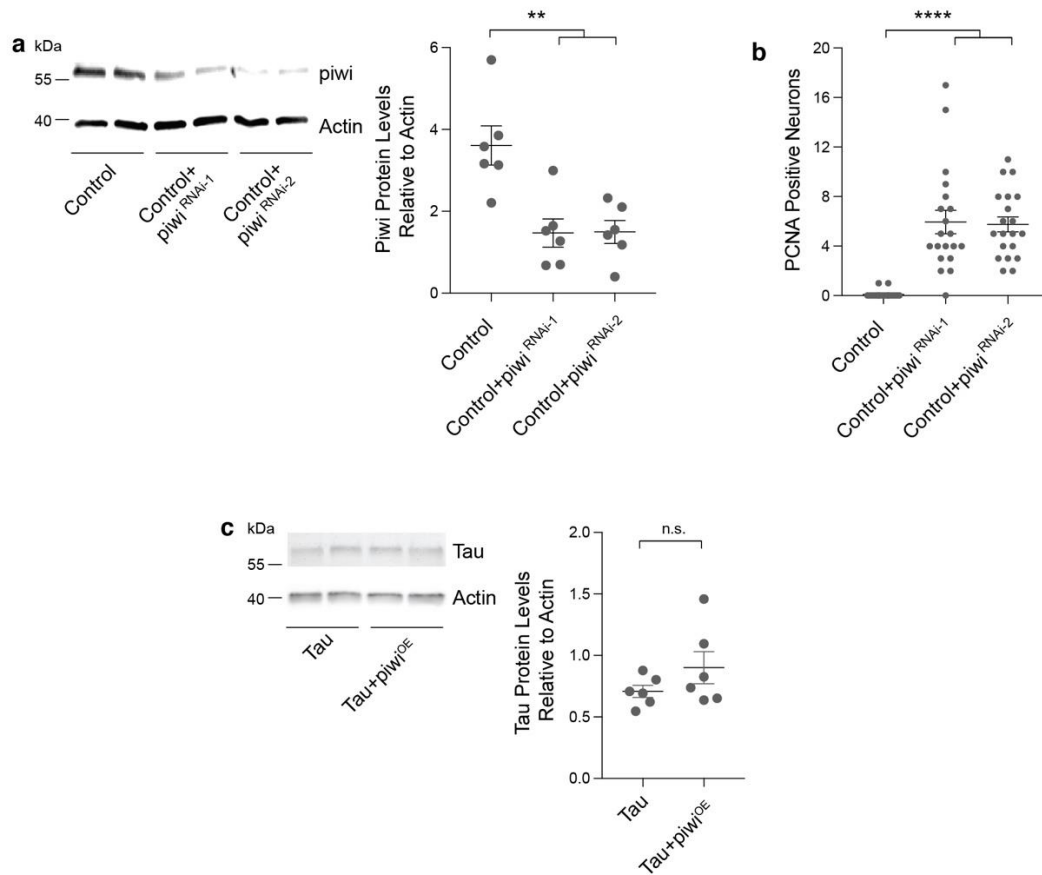 a
kDa
55
40
piwi
Actin
Control
Control+
piwi RNAi-1
Control+
piwi RNAi-2
**
6
4
2
0
Piwi Protein Levels
Relative to Actin
Control
Control+piwi RNAi-1
Control+piwi RNAi-2
b
****
20
16
12
8
4
0
PCNA Positive Neurons
Control
Control+piwi RNAi-1
Control+piwi RNAi-2
c
kDa
55
40
Tau
Actin
Tau
Tau+piwiOE
n.s.
2.0
1.5
1.0
0.5
0.0
Tau Protein Levels
Relative to Actin
Tau
Tau+piwiOE